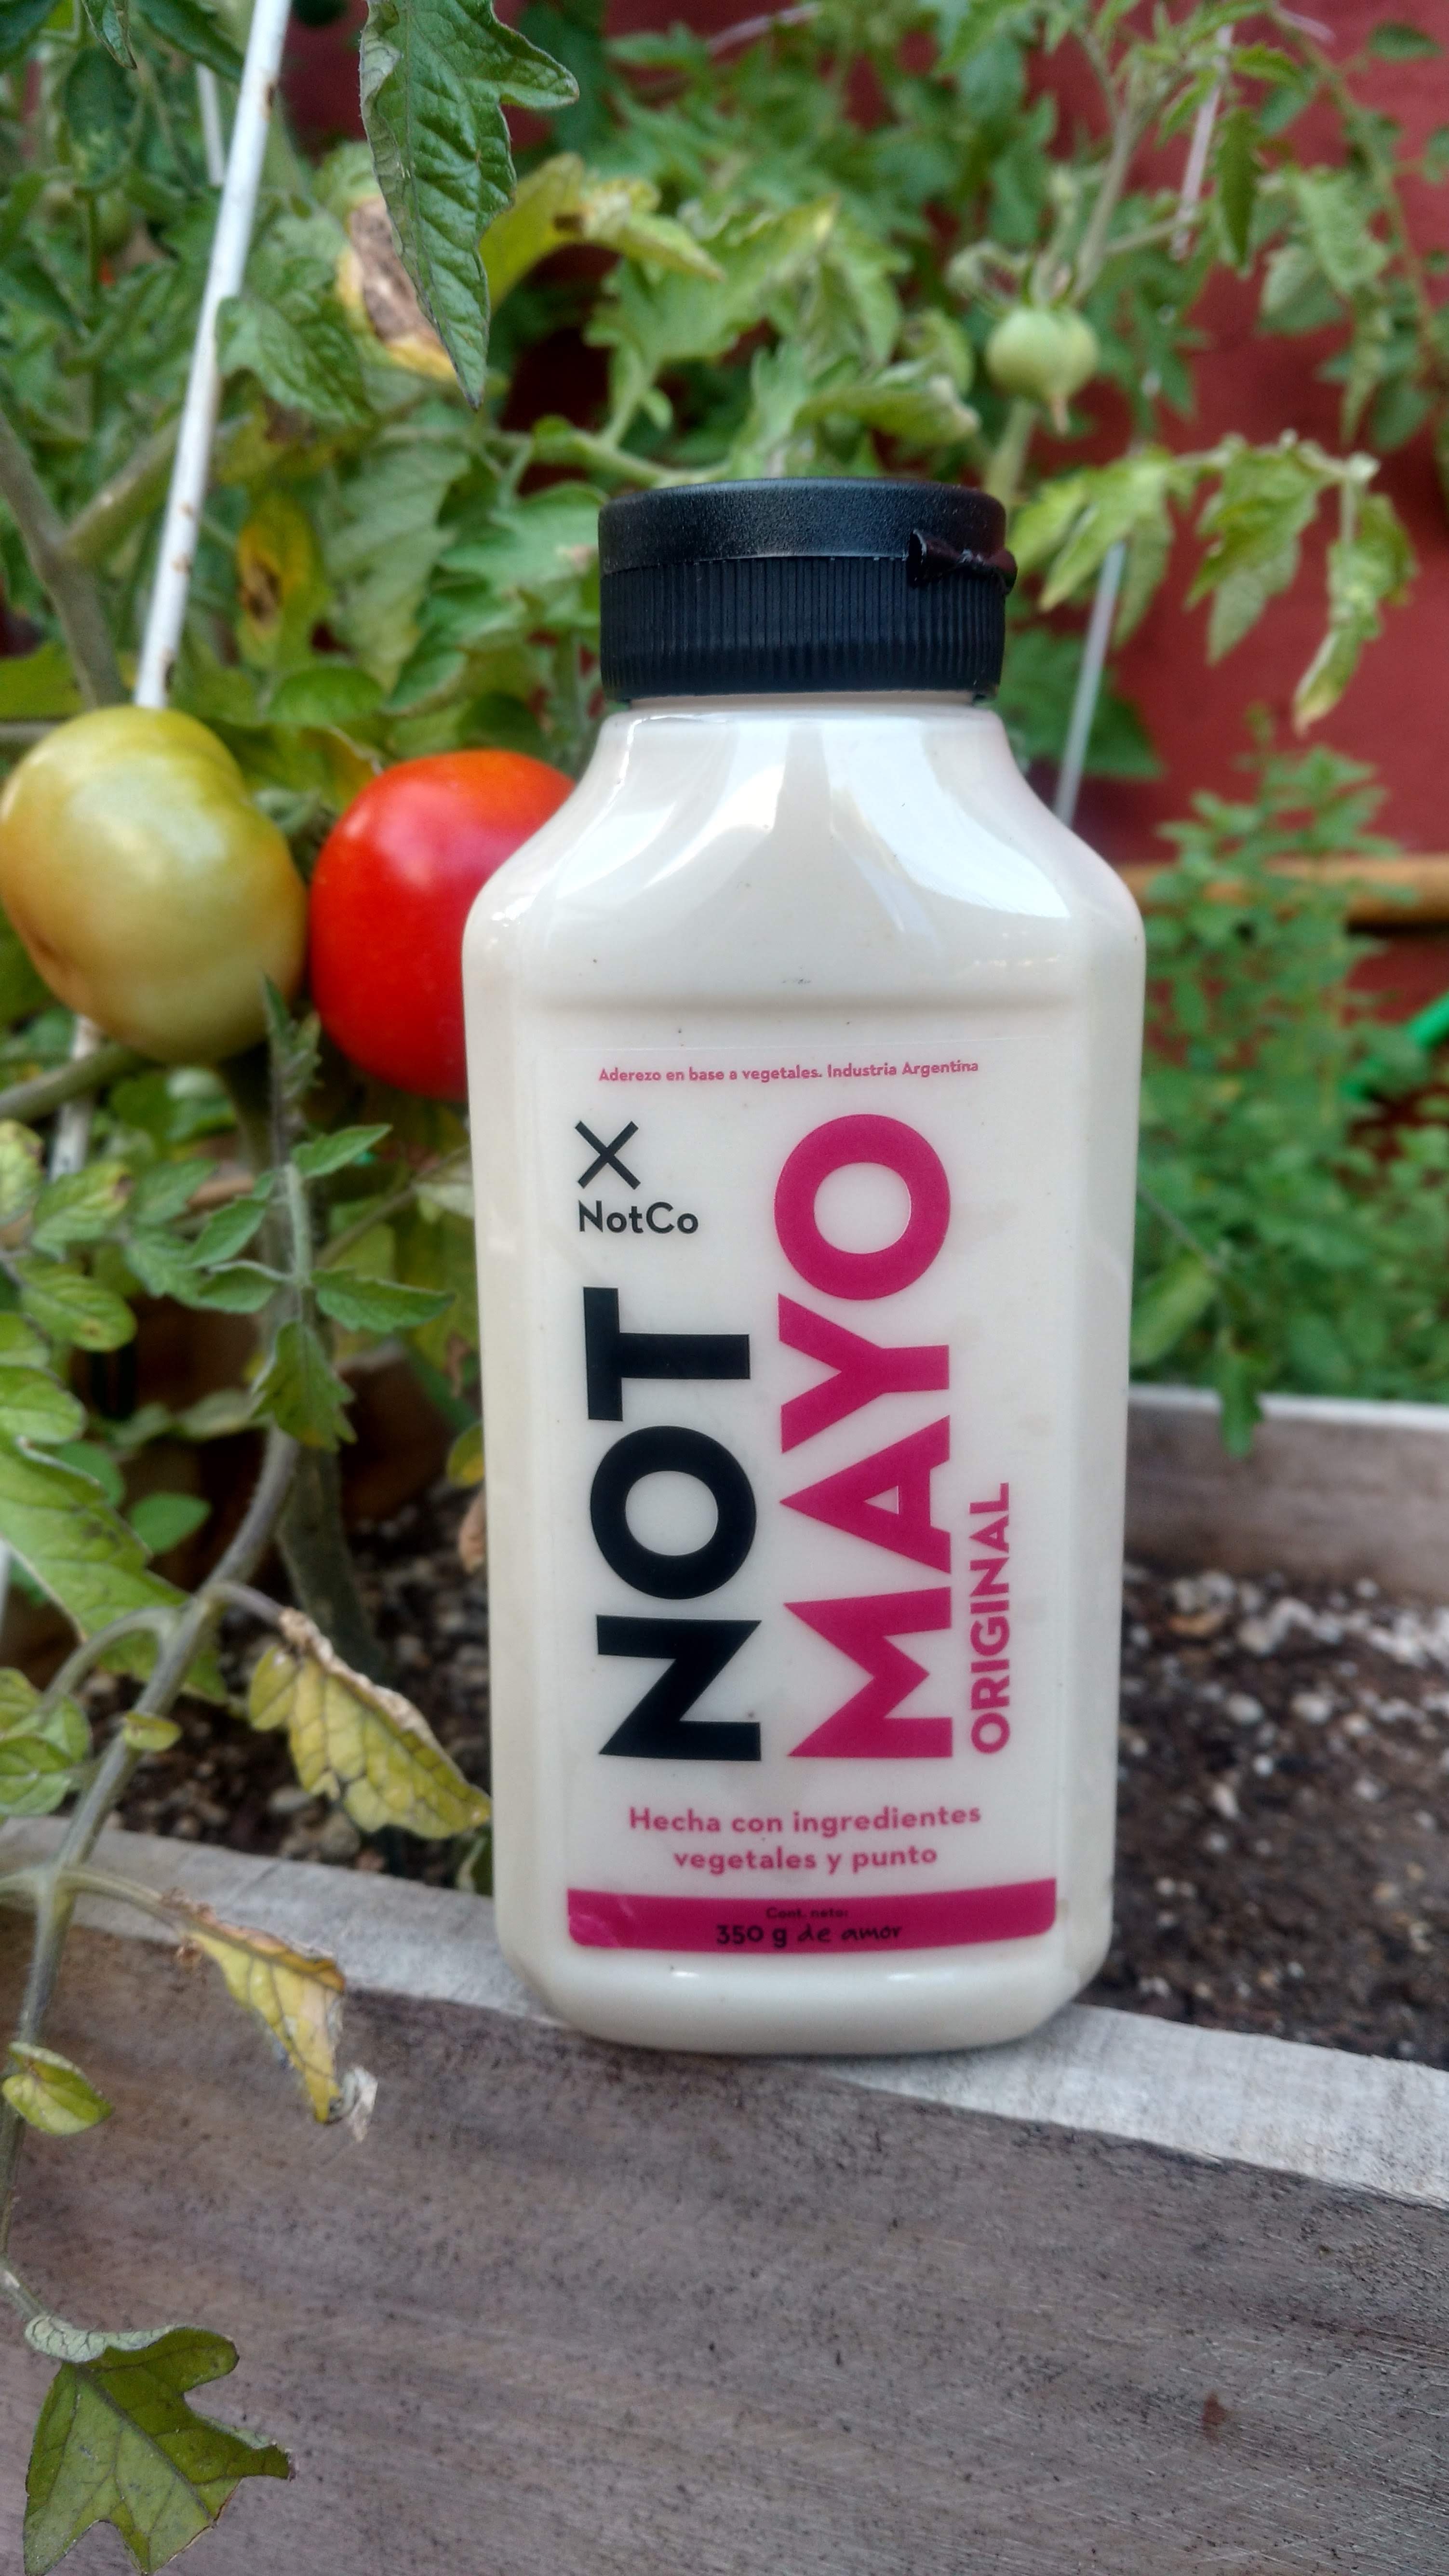 Aderezo en base a vegetales. Industria Argentina
NotCo
NOT
MAYO
ORIGINAL
Hecha con ingredientes
vegetales y punto
Cont. neto:
350 g de amor